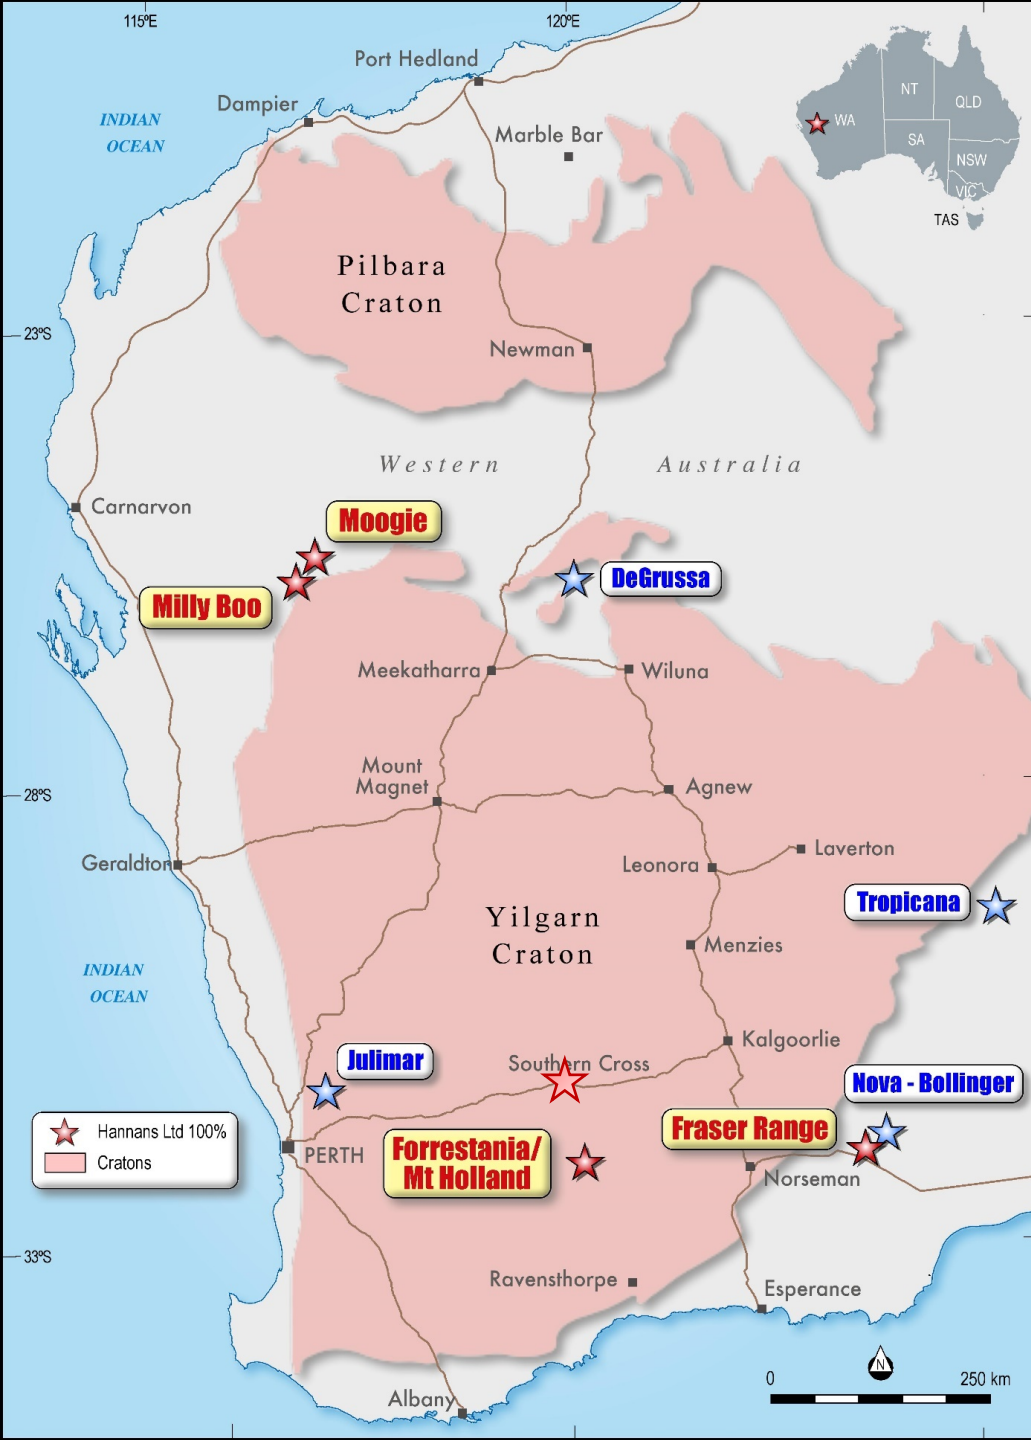 115ºE
120ºE
Port Hedland
Dampier
INDIAN
OCEAN
Marble Bar
NT
QLD
WA
SA
NSW
VIC
TAS
Pilbara
Craton
23ºS
Newman
Western Australia
Carnarvon
Moogie
DeGrussa
Milly Boo
Meekatharra
Wiluna
Mount
Magnet
28ºS
Agnew
Geraldton
Leonora
Laverton
Tropicana
Yilgarn
Craton
Menzies
INDIAN
OCEAN
Kalgoorlie
Julimar
Southern Cross
Nova - Bollinger
Hannans Ltd 100%
Cratons
Fraser Range
PERTH
Forrestania/
Mt Holland
Norseman
33ºS
Ravensthorpe
Esperance
N
0 250 km
Albany